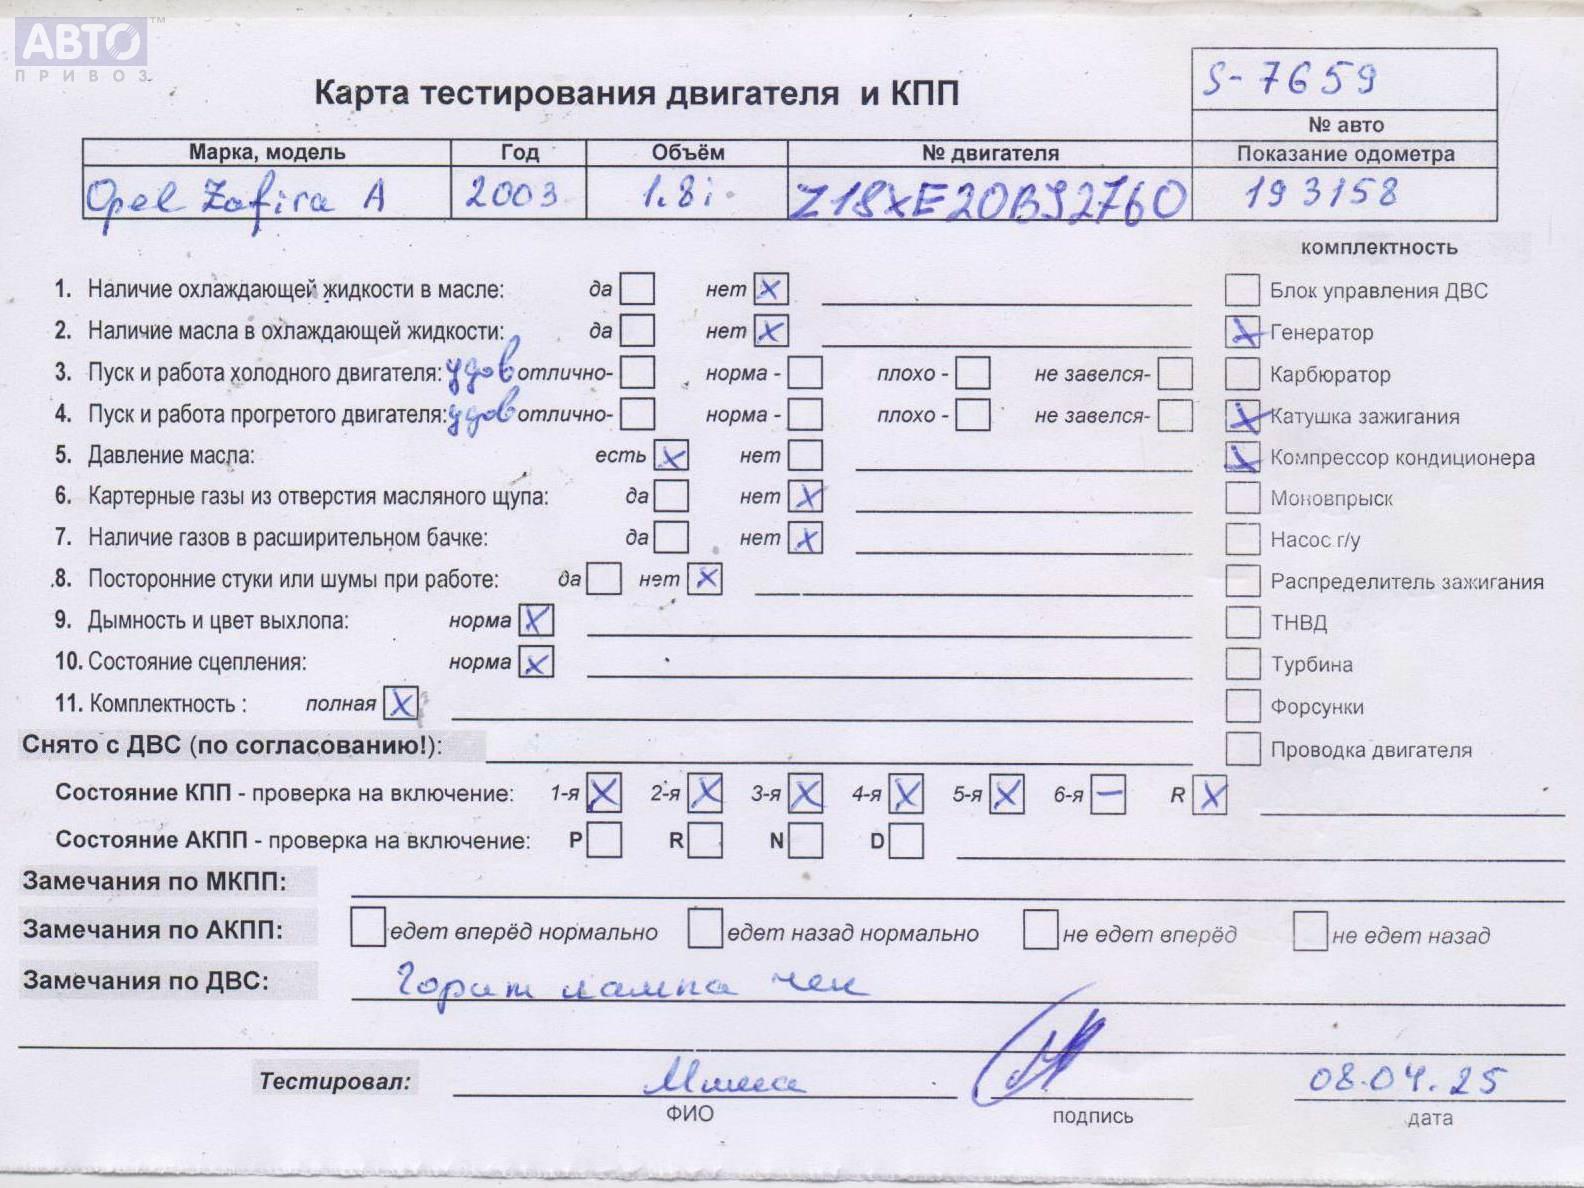 АВТО™
ПРИВОЗ
Карта тестирования двигателя и КПП
S-7659
№ авто
Марка, модель Год Объём № двигателя Показание одометра
Opel Zafira A 2003 1.8i Z18XE20B92760 193158
комплектность
1. Наличие охлаждающей жидкости в масле: да нет X Блок управления ДВС
2. Наличие масла в охлаждающей жидкости: да нет X X Генератор
3. Пуск и работа холодного двигателя: удов отлично- норма - плохо - не завелся- Карбюратор
4. Пуск и работа прогретого двигателя: удов отлично- норма - плохо - не завелся- X Катушка зажигания
5. Давление масла: есть X нет X Компрессор кондиционера
6. Картерные газы из отверстия масляного щупа: да нет X Моновпрыск
7. Наличие газов в расширительном бачке: да нет X Насос г/у
8. Посторонние стуки или шумы при работе: да нет X Распределитель зажигания
9. Дымность и цвет выхлопа: норма X ТНВД
10. Состояние сцепления: норма X Турбина
11. Комплектность : полная X Форсунки
Снято с ДВС (по согласованию!): Проводка двигателя
Состояние КПП - проверка на включение: 1-я X 2-я X 3-я X 4-я X 5-я X 6-я – R X
Состояние АКПП - проверка на включение: P R N D
Замечания по МКПП:
Замечания по АКПП: едет вперёд нормально едет назад нормально не едет вперёд не едет назад
Замечания по ДВС: Горит лампа чек
Тестировал: Миша 08.04.25
ФИО подпись дата